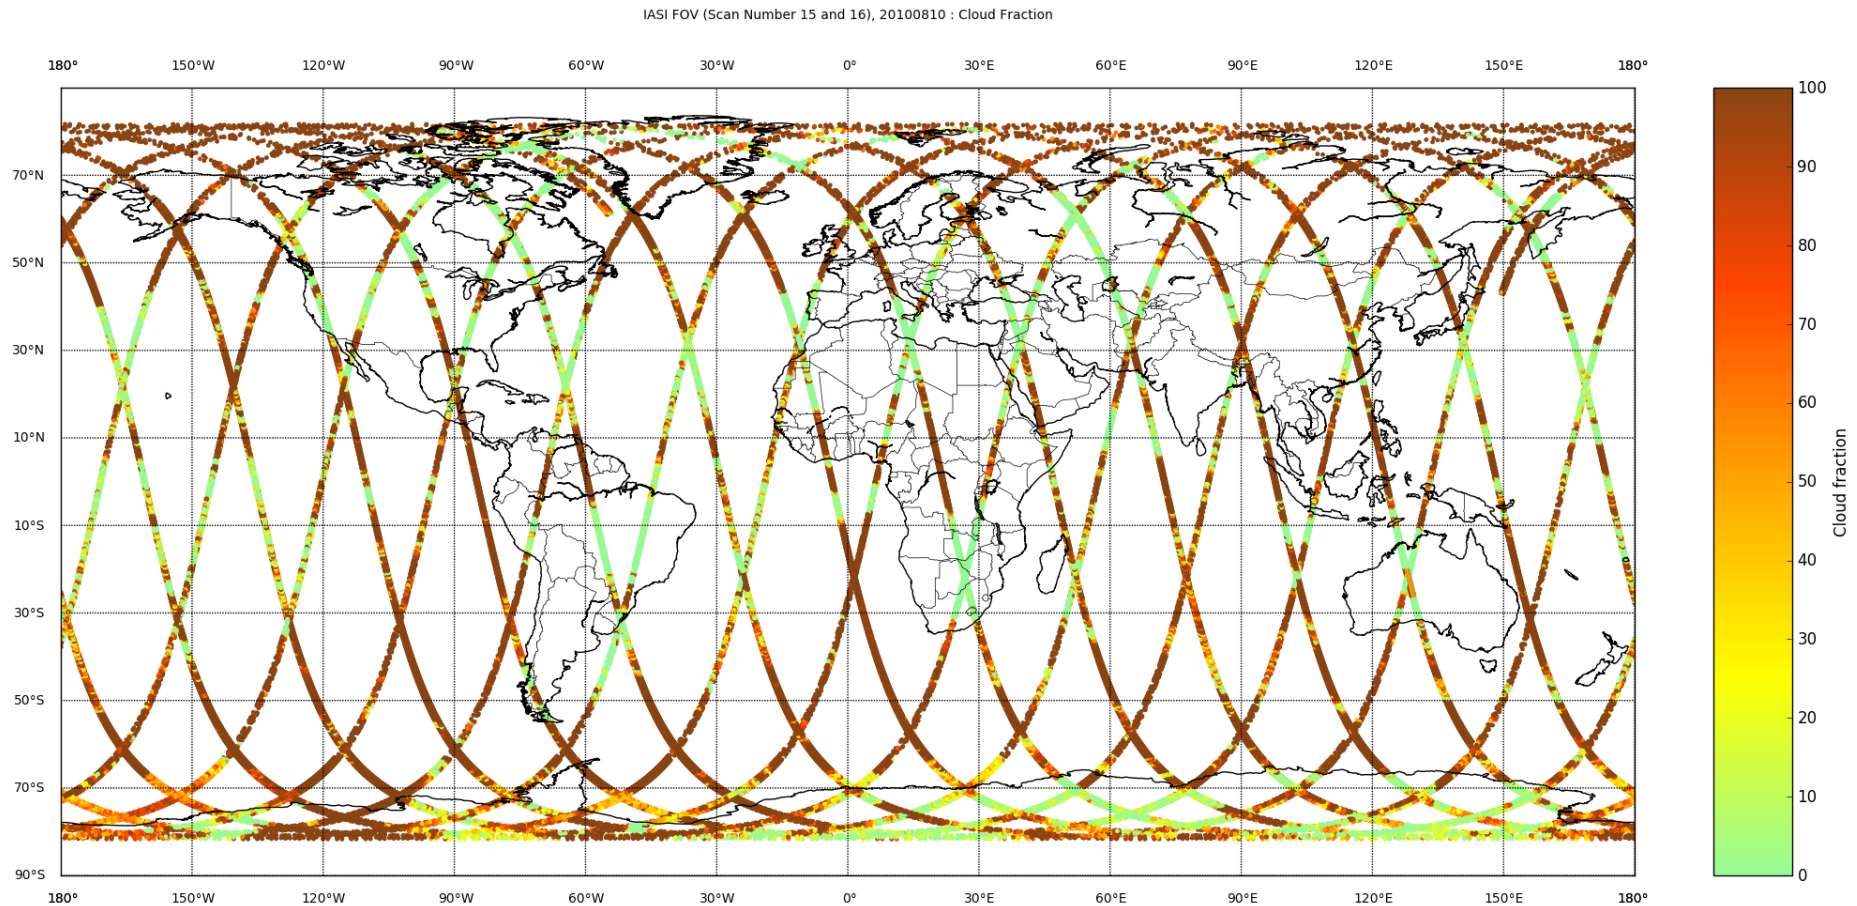 IASI FOV (Scan Number 15 and 16), 20100810 : Cloud Fraction
180° 150°W 120°W 90°W 60°W 30°W 0° 30°E 60°E 90°E 120°E 150°E 180°
70°N
50°N
30°N
10°N
10°S
30°S
50°S
70°S
90°S
180° 150°W 120°W 90°W 60°W 30°W 0° 30°E 60°E 90°E 120°E 150°E 180°
100
90
80
70
60
50
40
30
20
10
0
Cloud fraction